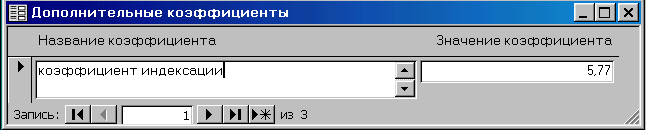 Дополнительные коэффициенты
Название коэффициента Значение коэффициента
коэффициент индексации 5,77
Запись: 1 из 3